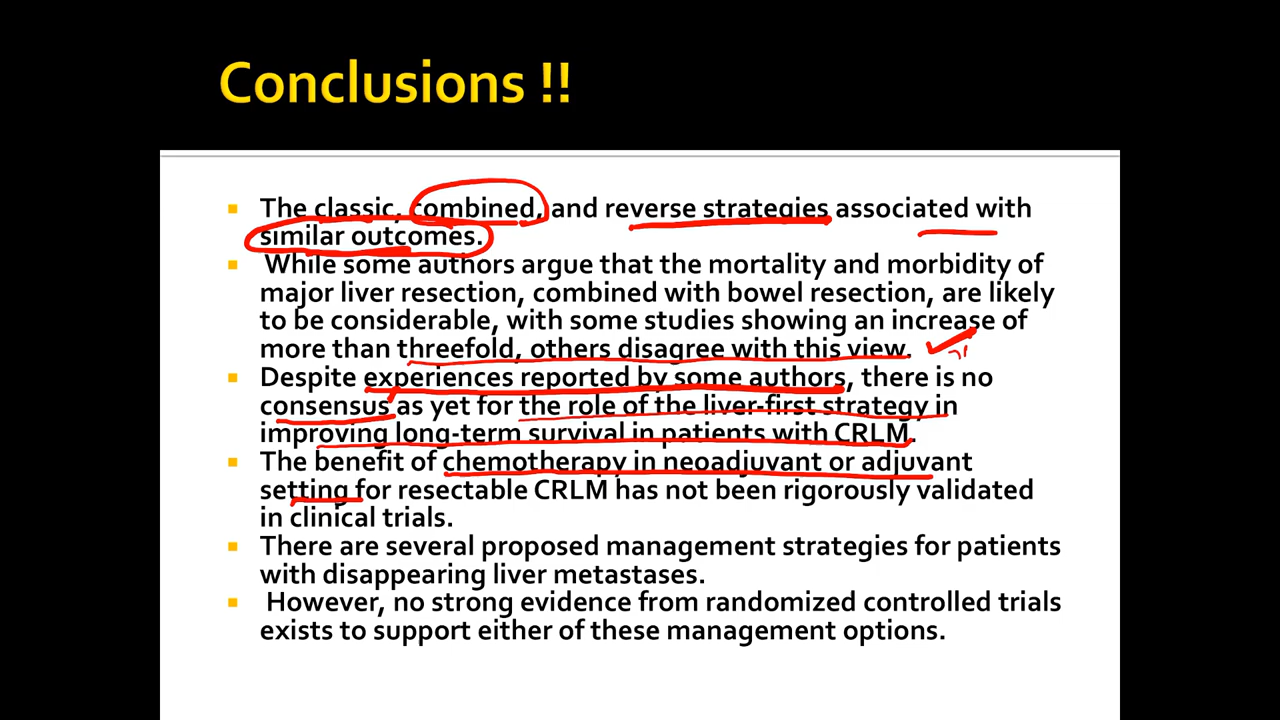 Conclusions !!
The classic, combined, and reverse strategies associated with
similar outcomes.
While some authors argue that the mortality and morbidity of
major liver resection, combined with bowel resection, are likely
to be considerable, with some studies showing an increase of
more than threefold, others disagree with this view.
Despite experiences reported by some authors, there is no
consensus as yet for the role of the liver-first strategy in
improving long-term survival in patients with CRLM.
The benefit of chemotherapy in neoadjuvant or adjuvant
setting for resectable CRLM has not been rigorously validated
in clinical trials.
There are several proposed management strategies for patients
with disappearing liver metastases.
However, no strong evidence from randomized controlled trials
exists to support either of these management options.